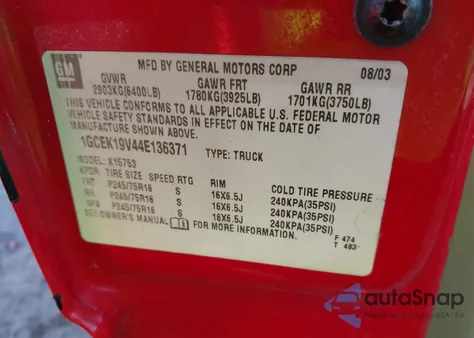 GM
MFD BY GENERAL MOTORS CORP 08/03
GVWR GAWR FRT GAWR RR
2903KG(6400LB) 1780KG(3925LB) 1701KG(3750LB)
THIS VEHICLE CONFORMS TO ALL APPLICABLE U.S. FEDERAL MOTOR
VEHICLE SAFETY STANDARDS IN EFFECT ON THE DATE OF
MANUFACTURE SHOWN ABOVE.
1GCEK19V44E136371 TYPE: TRUCK
MODEL: K15753
TIRE SIZE SPEED RTG RIM COLD TIRE PRESSURE
FRT P245/75R16 S 16X6.5J 240KPA(35PSI)
RR P245/75R16 S 16X6.5J 240KPA(35PSI)
SPA P245/75R16 S 16X6.5J 240KPA(35PSI)
SEE OWNER'S MANUAL FOR MORE INFORMATION.
F 474
T 483
autoSnap